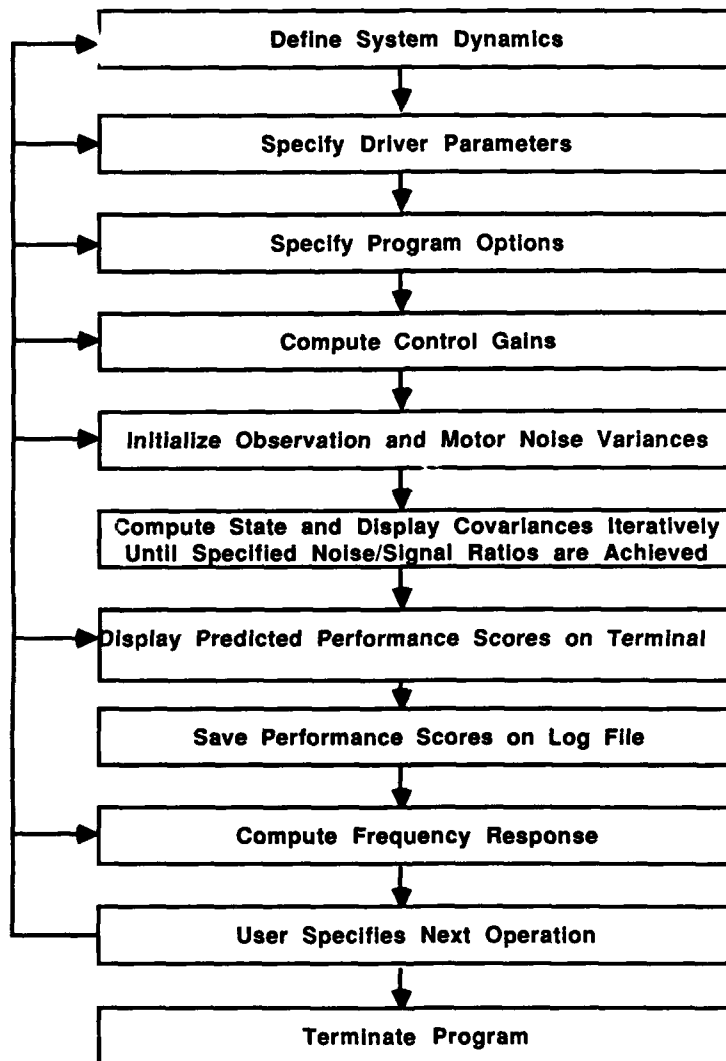 Define System Dynamics
Specify Driver Parameters
Specify Program Options
Compute Control Gains
Initialize Observation and Motor Noise Variances
Compute State and Display Covariances Iteratively
Until Specified Noise/Signal Ratios are Achieved
Display Predicted Performance Scores on Terminal
Save Performance Scores on Log File
Compute Frequency Response
User Specifies Next Operation
Terminate Program